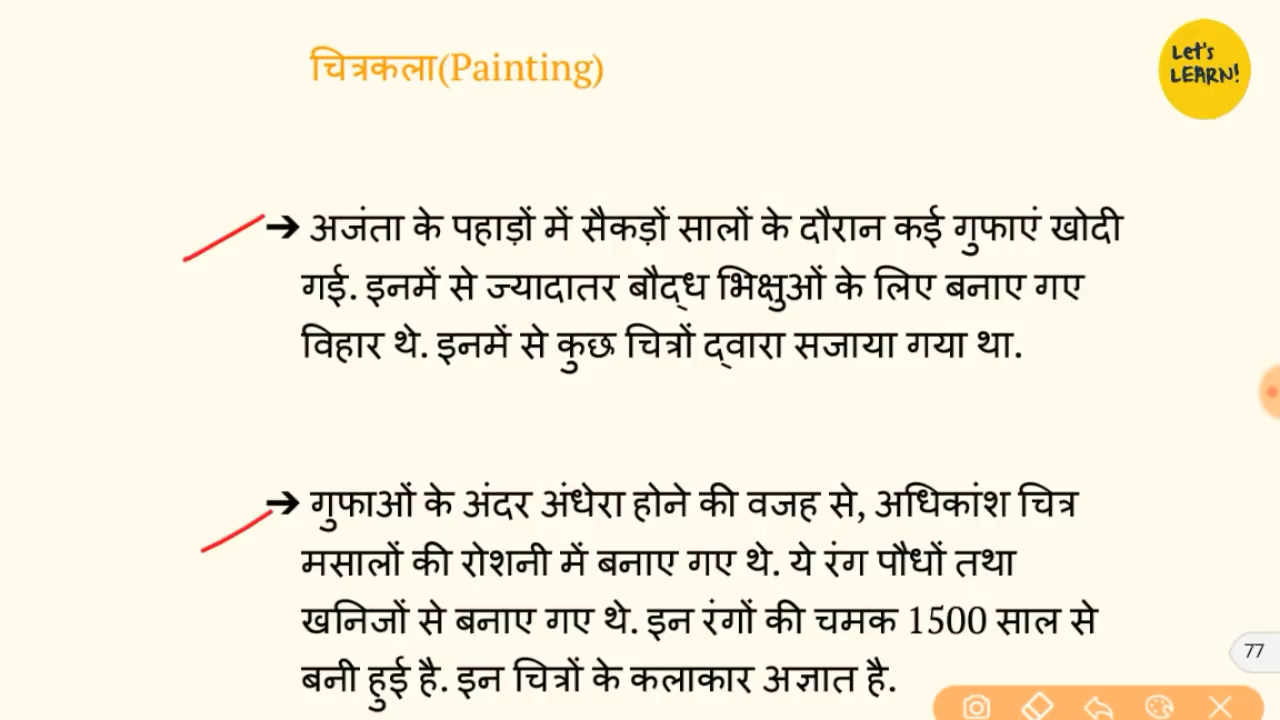 चित्रकला(Painting)
Let's
LEARN!
➔ अजंता के पहाड़ों में सैकड़ों सालों के दौरान कई गुफाएं खोदी
गई. इनमें से ज्यादातर बौद्ध भिक्षुओं के लिए बनाए गए
विहार थे. इनमें से कुछ चित्रों द्वारा सजाया गया था.
➔ गुफाओं के अंदर अंधेरा होने की वजह से, अधिकांश चित्र
मसालों की रोशनी में बनाए गए थे. ये रंग पौधों तथा
खनिजों से बनाए गए थे. इन रंगों की चमक 1500 साल से
बनी हुई है. इन चित्रों के कलाकार अज्ञात है.
77